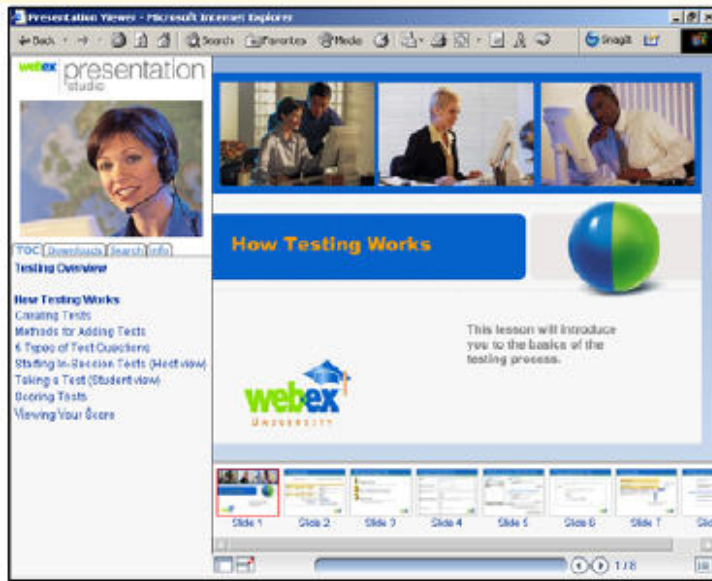 Presentation Viewer - Microsoft Internet Explorer
Back Search Favorites Media SnagIt
webex presentation
studio
TOC Downloads Search Info
Testing Overview
How Testing Works
Creating Tests
Methods for Adding Tests
6 Types of Test Questions
Starting In-Session Tests (Host view)
Taking a Test (Student view)
Scoring Tests
Viewing Your Score
How Testing Works
This lesson will introduce
you to the basics of the
testing process.
webex
UNIVERSITY
Slide 1 Slide 2 Slide 3 Slide 4 Slide 5 Slide 6 Slide 7
1 / 8